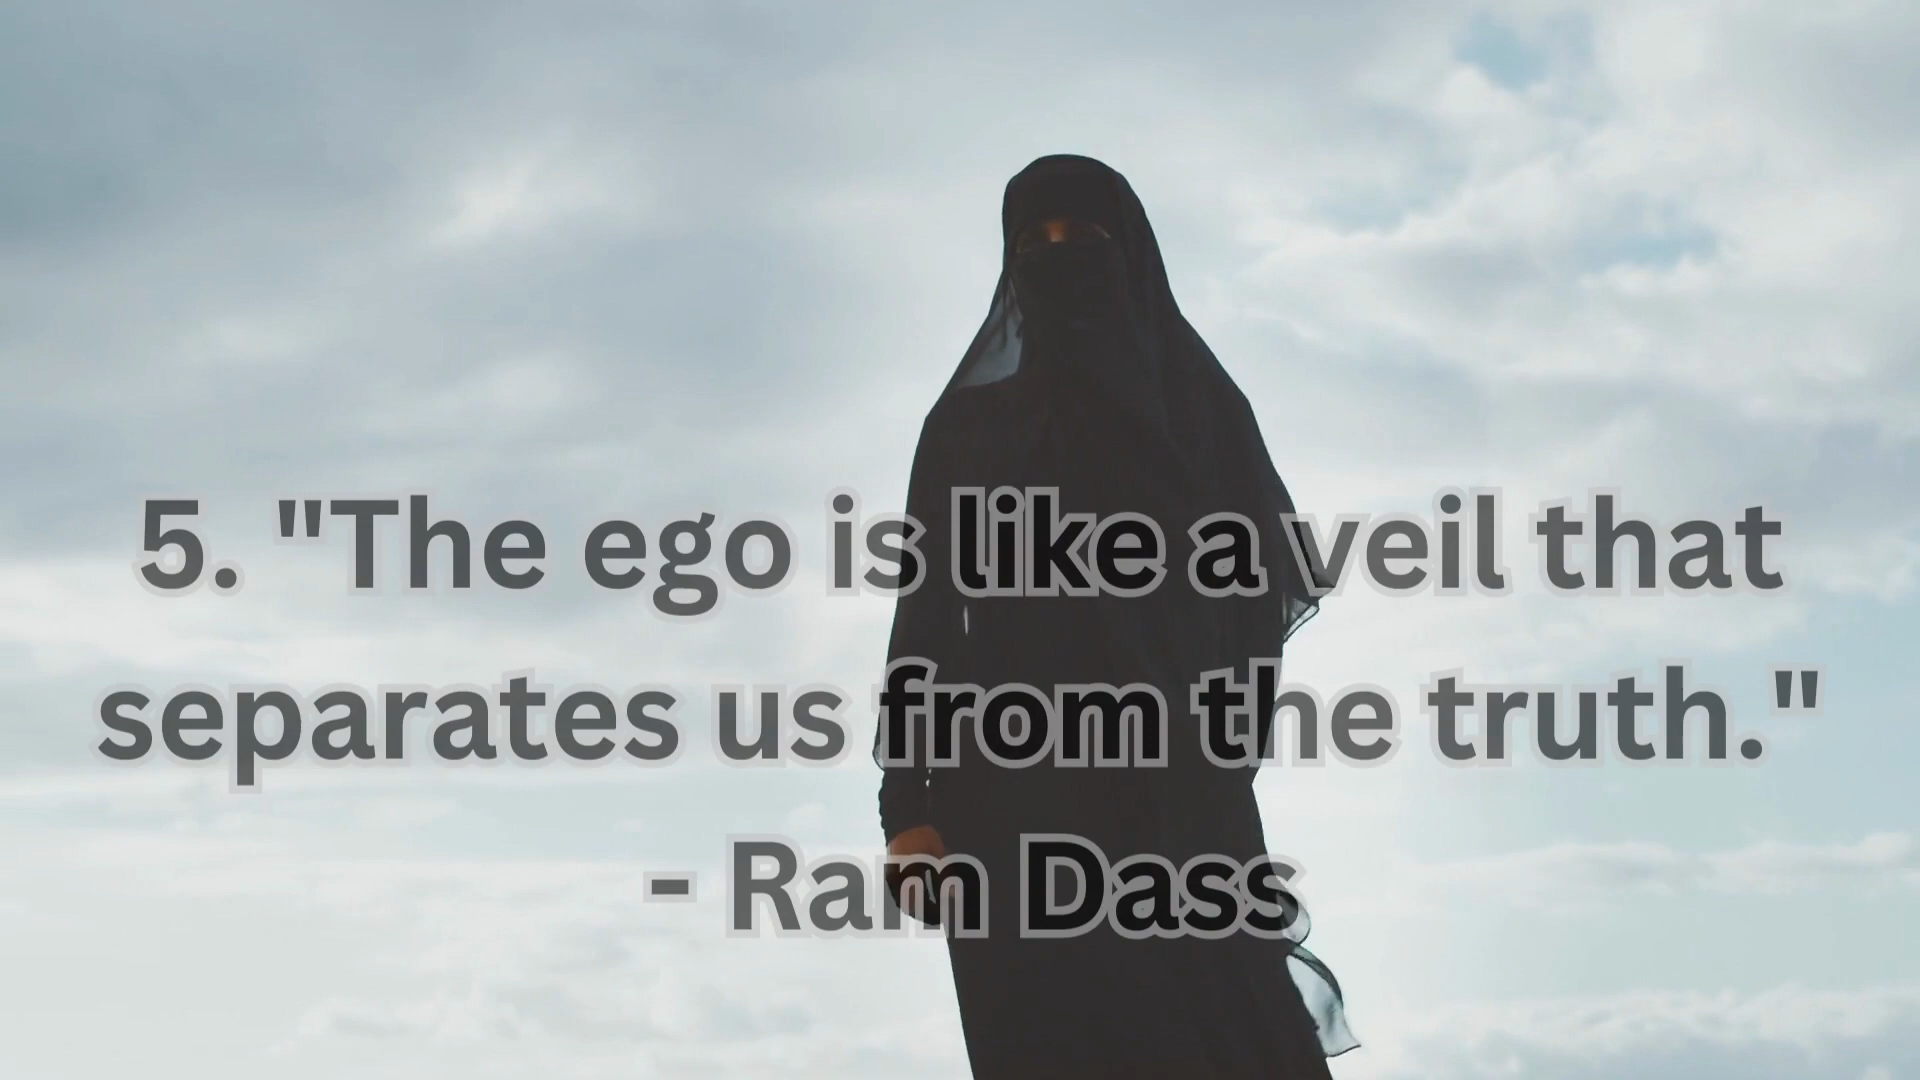 5. "The ego is like a veil that
separates us from the truth."
- Ram Dass